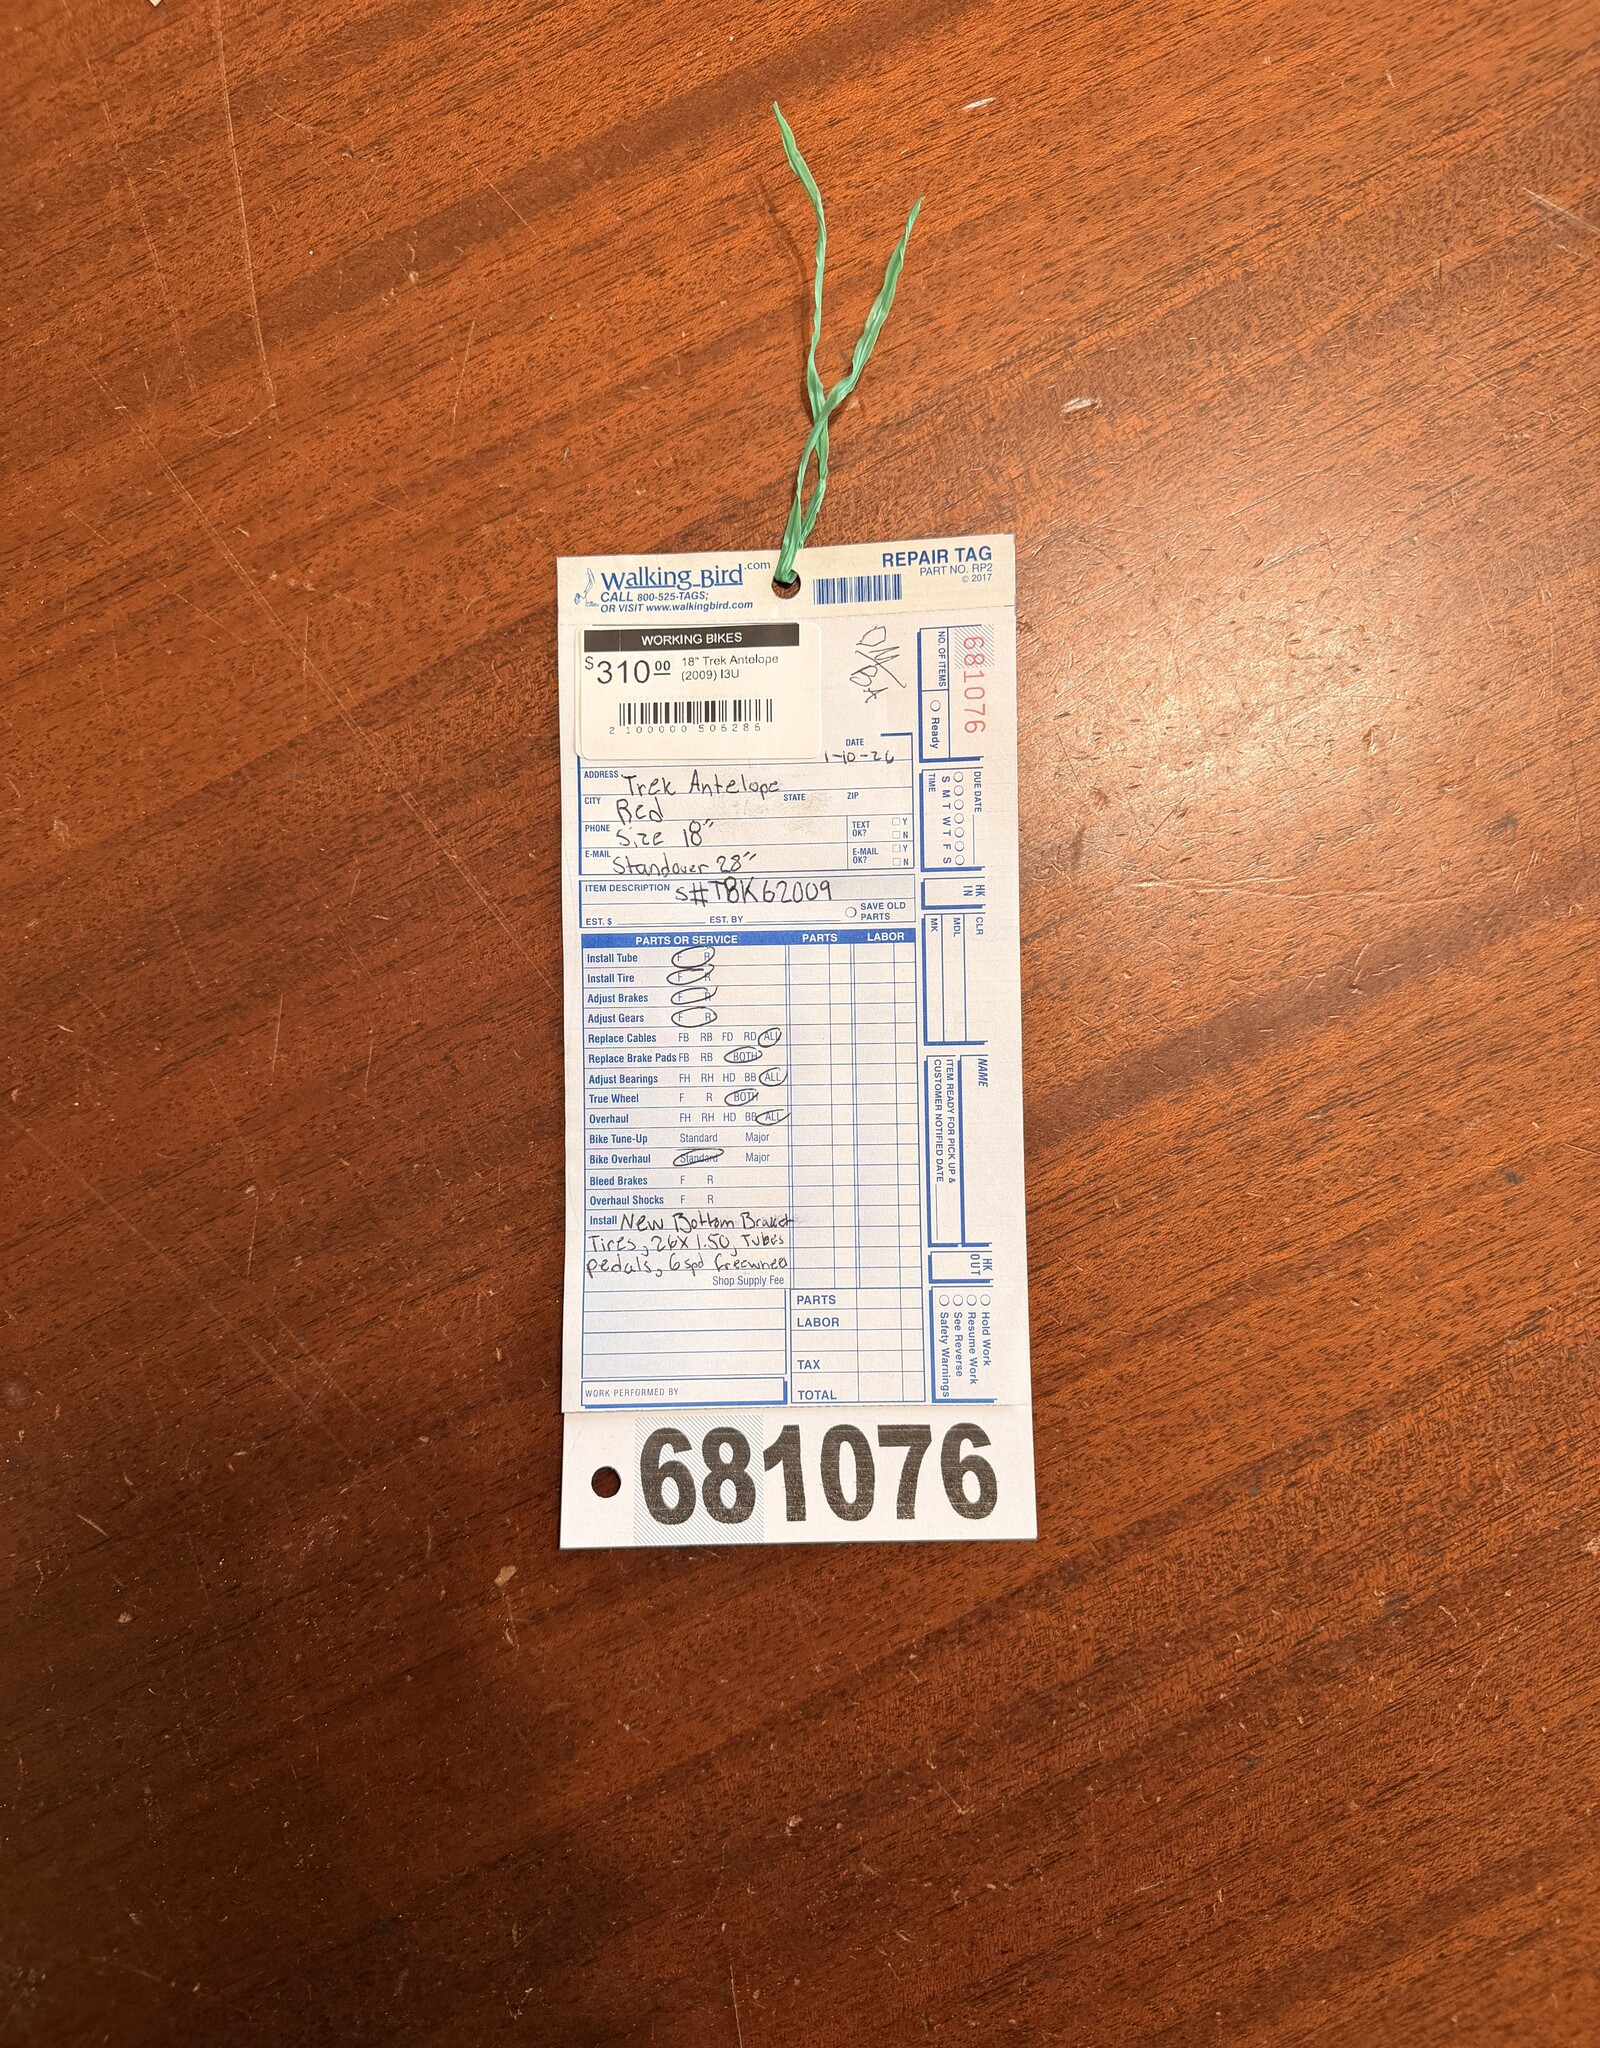 Walking Bird.com
CALL 800-525-TAGS;
OR VISIT www.walkingbird.com
REPAIR TAG
PART NO. RP2
© 2017
WORKING BIKES
$310.00 18" Trek Antelope
(2009) I3U
2 100000 506286
DM/
BA
681076
NO. OF ITEMS
Ready
DATE
1-10-26
ADDRESS Trek Antelope
CITY Red STATE ZIP
PHONE Size 18" TEXT OK? Y N
E-MAIL Standover 28" E-MAIL OK? Y N
ITEM DESCRIPTION S#TBK62009
EST. $ EST. BY SAVE OLD PARTS
DUE DATE
S M T W T F S
TIME
HK IN
CLR
MDL
MK
NAME
ITEM READY FOR PICK UP &
CUSTOMER NOTIFIED DATE
HK OUT
Hold Work
Resume Work
See Reverse
Safety Warnings
PARTS OR SERVICE PARTS LABOR
Install Tube F R
Install Tire F R
Adjust Brakes F R
Adjust Gears F R
Replace Cables FB RB FD RD ALL
Replace Brake Pads FB RB BOTH
Adjust Bearings FH RH HD BB ALL
True Wheel F R BOTH
Overhaul FH RH HD BB ALL
Bike Tune-Up Standard Major
Bike Overhaul Standard Major
Bleed Brakes F R
Overhaul Shocks F R
Install New Bottom Bracket
Tires, 26x1.50, Tubes
pedals, 6spd freewheel
Shop Supply Fee
PARTS
LABOR
TAX
TOTAL
WORK PERFORMED BY
681076